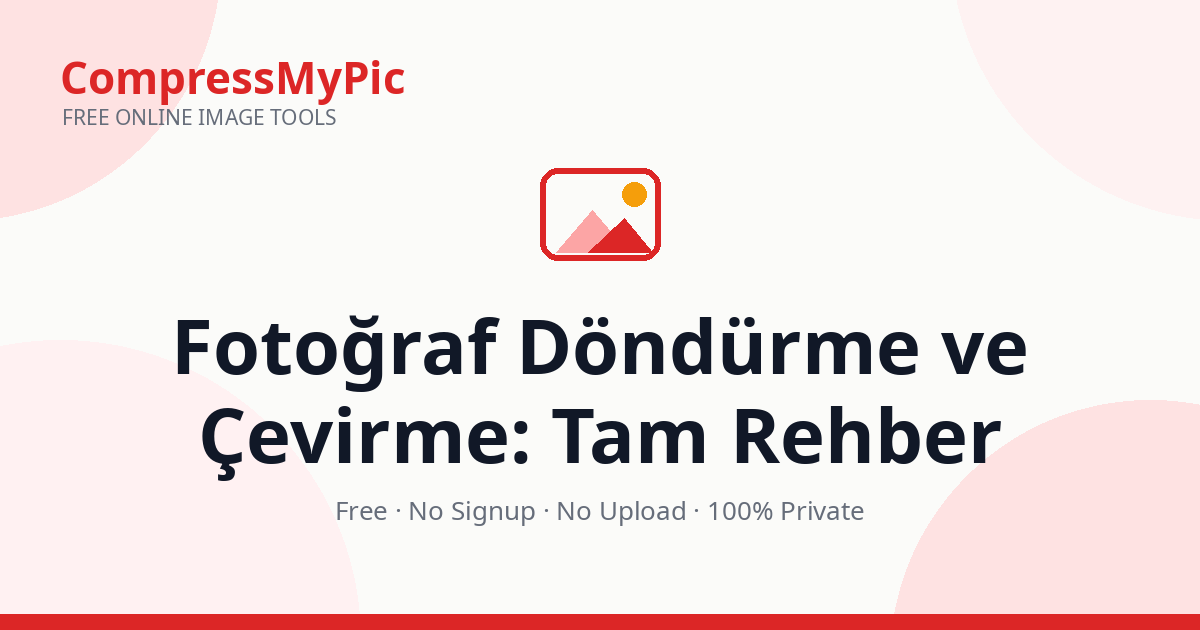 CompressMyPic
FREE ONLINE IMAGE TOOLS
Fotoğraf Döndürme ve
Çevirme: Tam Rehber
Free · No Signup · No Upload · 100% Private